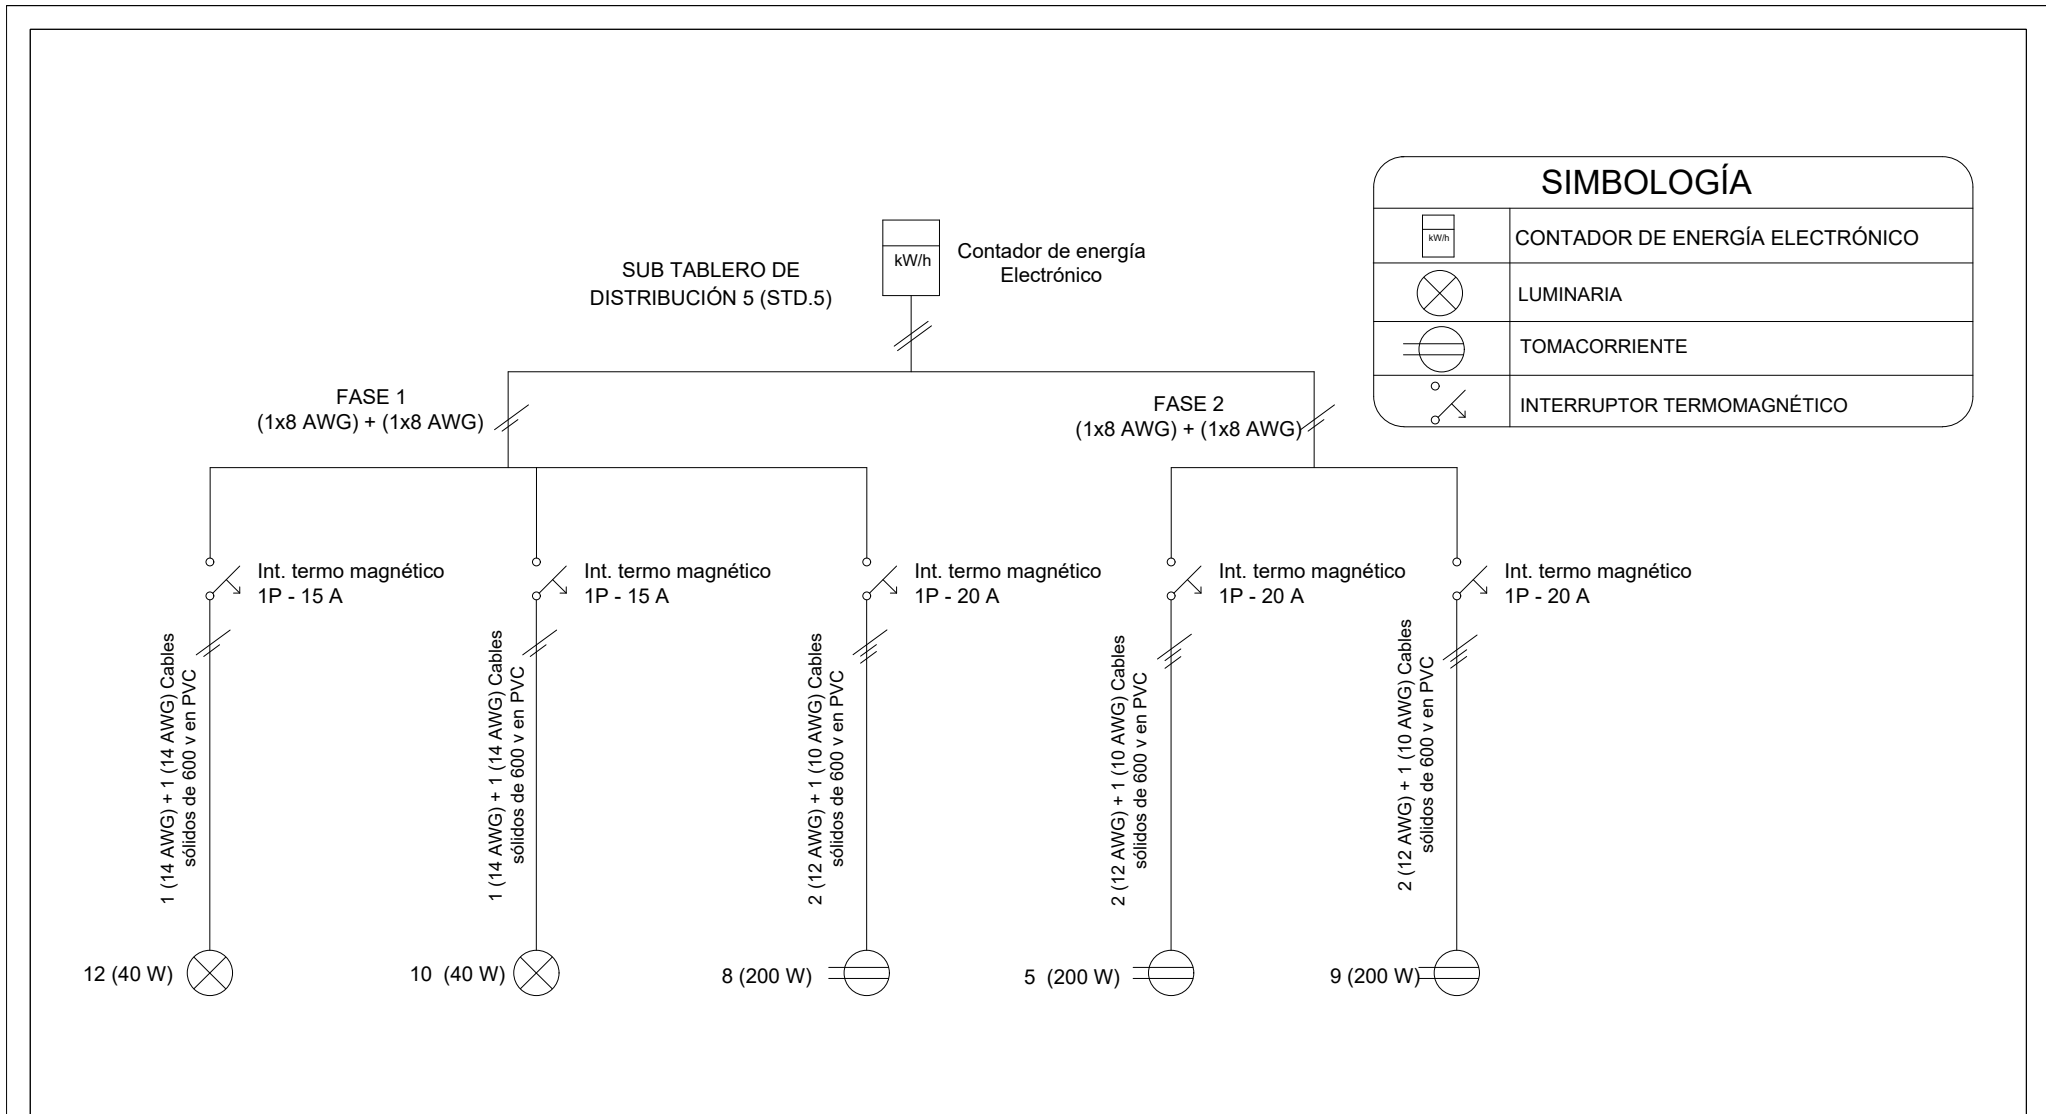 SIMBOLOGÍA
kW/h
CONTADOR DE ENERGÍA ELECTRÓNICO
LUMINARIA
TOMACORRIENTE
INTERRUPTOR TERMOMAGNÉTICO
kW/h
Contador de energía
Electrónico
SUB TABLERO DE
DISTRIBUCIÓN 5 (STD.5)
FASE 1
(1x8 AWG) + (1x8 AWG)
FASE 2
(1x8 AWG) + (1x8 AWG)
Int. termo magnético
1P - 15 A
Int. termo magnético
1P - 15 A
Int. termo magnético
1P - 20 A
Int. termo magnético
1P - 20 A
Int. termo magnético
1P - 20 A
1 (14 AWG) + 1 (14 AWG) Cables
sólidos de 600 v en PVC
1 (14 AWG) + 1 (14 AWG) Cables
sólidos de 600 v en PVC
2 (12 AWG) + 1 (10 AWG) Cables
sólidos de 600 v en PVC
2 (12 AWG) + 1 (10 AWG) Cables
sólidos de 600 v en PVC
2 (12 AWG) + 1 (10 AWG) Cables
sólidos de 600 v en PVC
12 (40 W)
10 (40 W)
8 (200 W)
5 (200 W)
9 (200 W)